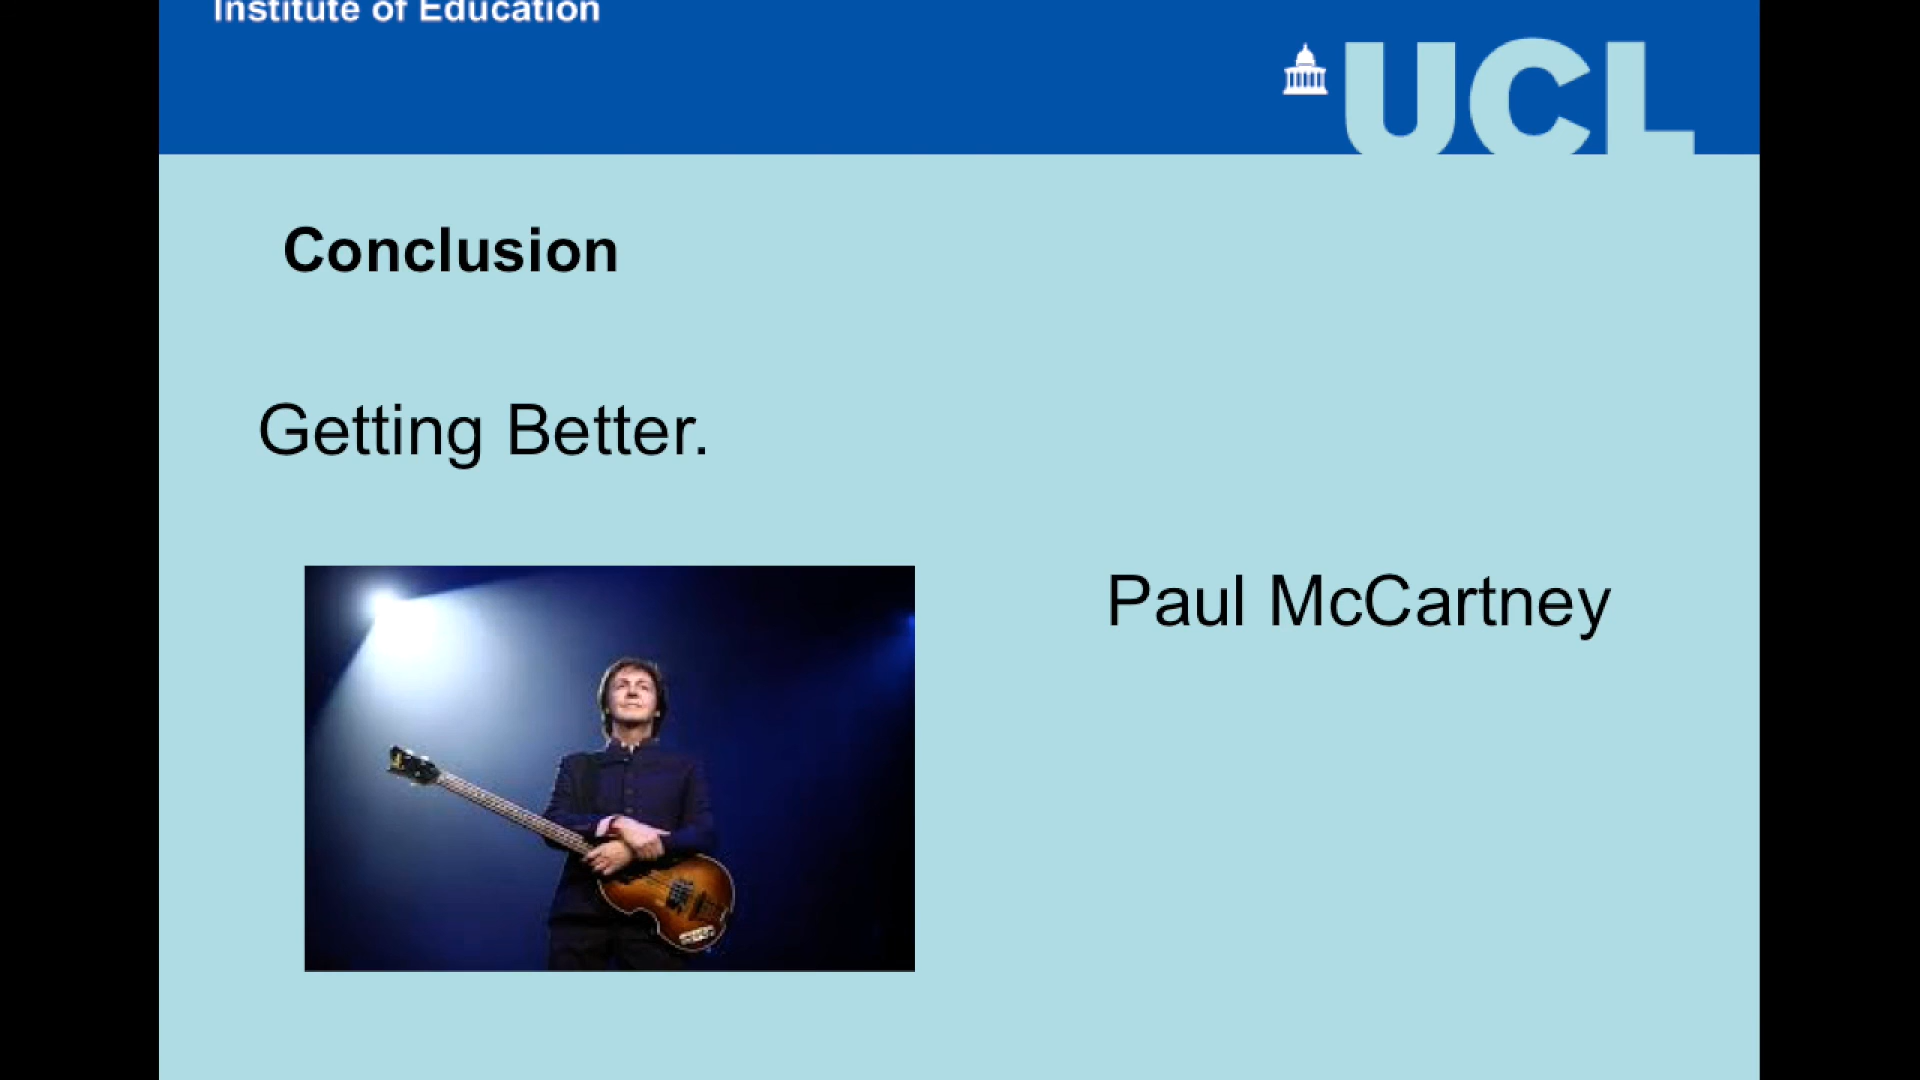 Institute of Education
UCL
Conclusion
Getting Better.
Paul McCartney